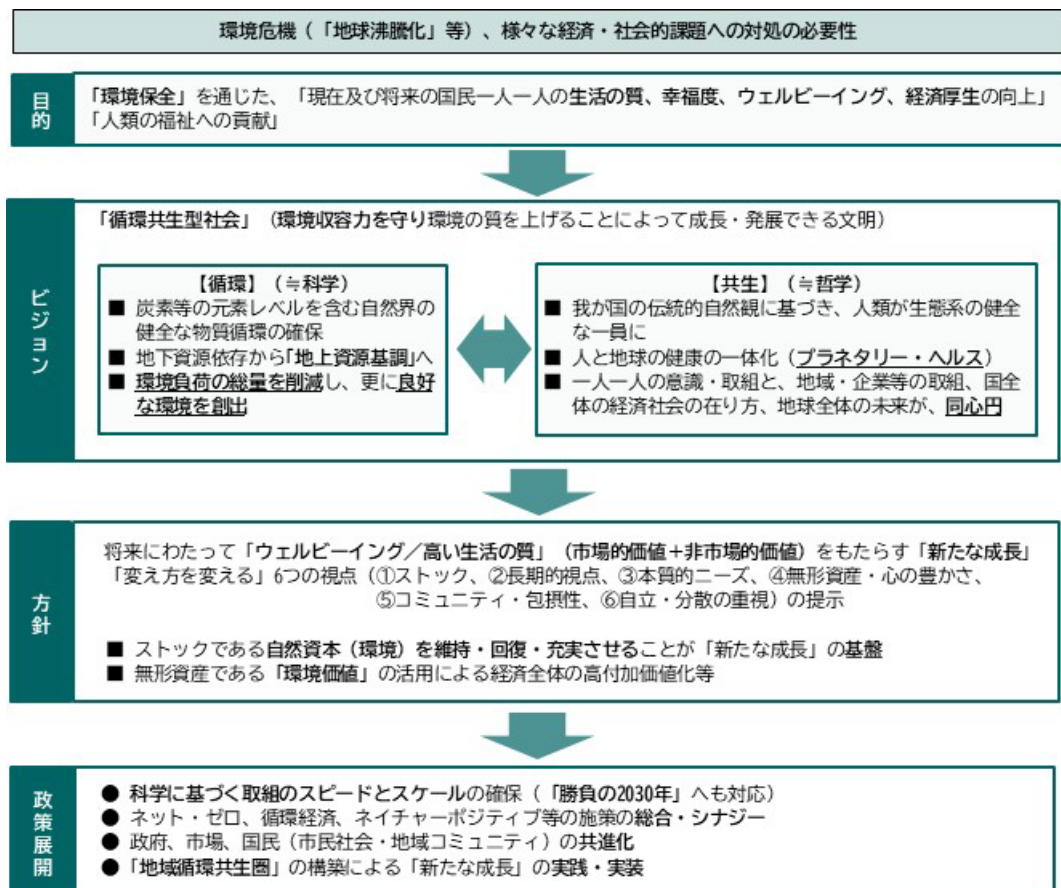 環境危機(「地球沸騰化」等)、様々な経済・社会的課題への対処の必要性
目的
「環境保全」を通じた、「現在及び将来の国民一人一人の生活の質、幸福度、ウェルビーイング、経済厚生の向上」
「人類の福祉への貢献」
ビジョン
「循環共生型社会」(環境収容力を守り環境の質を上げることによって成長・発展できる文明)
【循環】(≒科学)
■ 炭素等の元素レベルを含む自然界の
健全な物質循環の確保
■ 地下資源依存から「地上資源基調」へ
■ 環境負荷の総量を削減し、更に良好
な環境を創出
【共生】(≒哲学)
■ 我が国の伝統的自然観に基づき、人類が生態系の健全
な一員に
■ 人と地球の健康の一体化(プラネタリー・ヘルス)
■ 一人一人の意識・取組と、地域・企業等の取組、国全
体の経済社会の在り方、地球全体の未来が、同心円
方針
将来にわたって「ウェルビーイング/高い生活の質」(市場的価値+非市場的価値)をもたらす「新たな成長」
「変え方を変える」6つの視点(①ストック、②長期的視点、③本質的ニーズ、④無形資産・心の豊かさ、
⑤コミュニティ・包摂性、⑥自立・分散の重視)の提示
■ ストックである自然資本(環境)を維持・回復・充実させることが「新たな成長」の基盤
■ 無形資産である「環境価値」の活用による経済全体の高付加価値化等
政策展開
● 科学に基づく取組のスピードとスケールの確保(「勝負の2030年」へも対応)
● ネット・ゼロ、循環経済、ネイチャーポジティブ等の施策の総合・シナジー
● 政府、市場、国民(市民社会・地域コミュニティ)の共進化
● 「地域循環共生圏」の構築による「新たな成長」の実践・実装